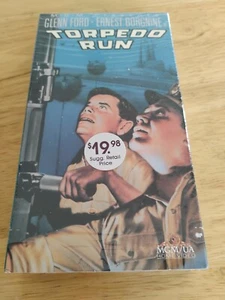 GLENN FORD · ERNEST BORGNINE
TORPEDO
RUN
$19.98
Sugg. Retail
Price
MGM/UA
HOME VIDEO